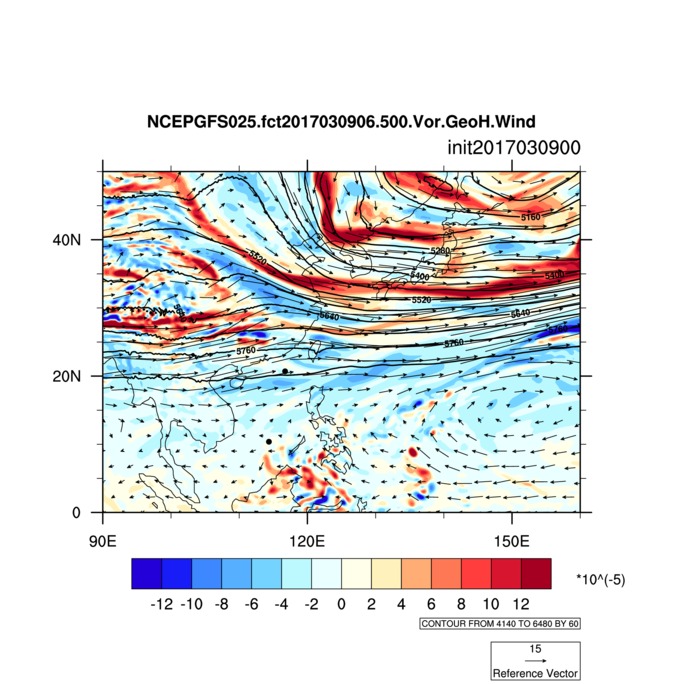 NCEPGFS025.fct2017030906.500.Vor.GeoH.Wind
init2017030900
5160
40N
5280
5520
5400
5400
5520
5640
5640
5760
5760
5760
20N
0
90E 120E 150E
-12 -10 -8 -6 -4 -2 0 2 4 6 8 10 12
*10^(-5)
CONTOUR FROM 4140 TO 6480 BY 60
15
Reference Vector